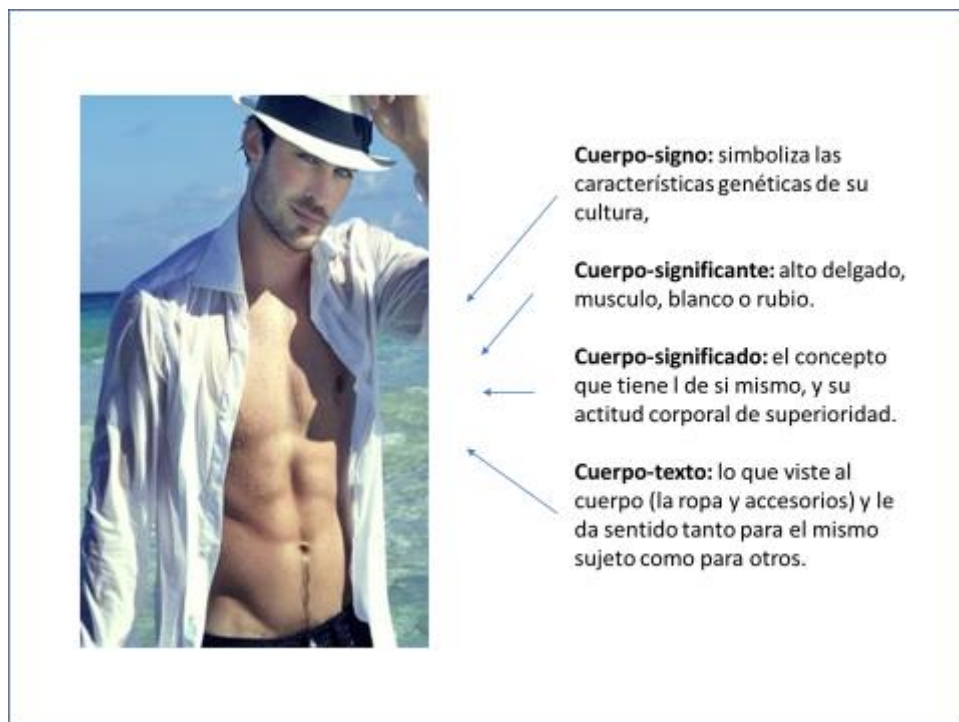 Cuerpo-signo: simboliza las
características genéticas de su
cultura,
Cuerpo-significante: alto delgado,
musculo, blanco o rubio.
Cuerpo-significado: el concepto
que tiene l de si mismo, y su
actitud corporal de superioridad.
Cuerpo-texto: lo que viste al
cuerpo (la ropa y accesorios) y le
da sentido tanto para el mismo
sujeto como para otros.